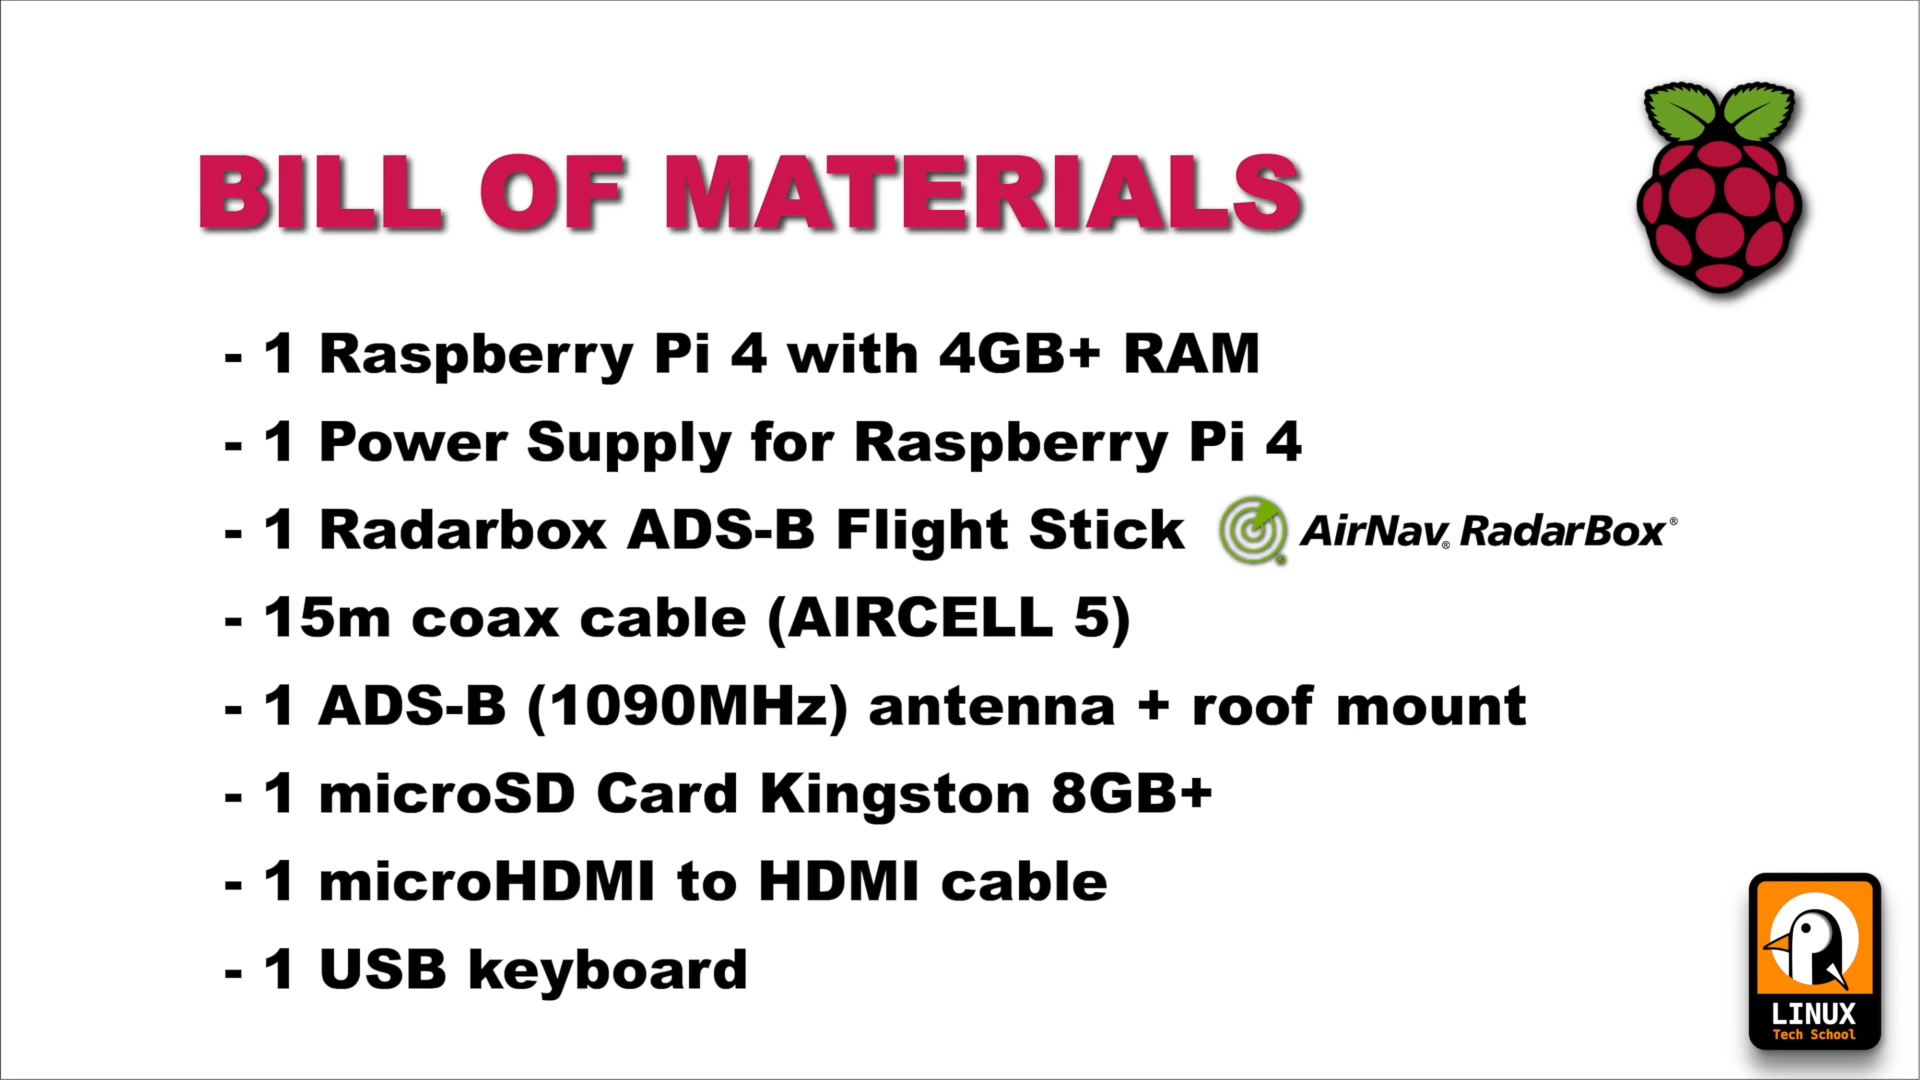 BILL OF MATERIALS
- 1 Raspberry Pi 4 with 4GB+ RAM
- 1 Power Supply for Raspberry Pi 4
- 1 Radarbox ADS-B Flight Stick AirNav® RadarBox®
- 15m coax cable (AIRCELL 5)
- 1 ADS-B (1090MHz) antenna + roof mount
- 1 microSD Card Kingston 8GB+
- 1 microHDMI to HDMI cable
- 1 USB keyboard
LINUX
Tech School